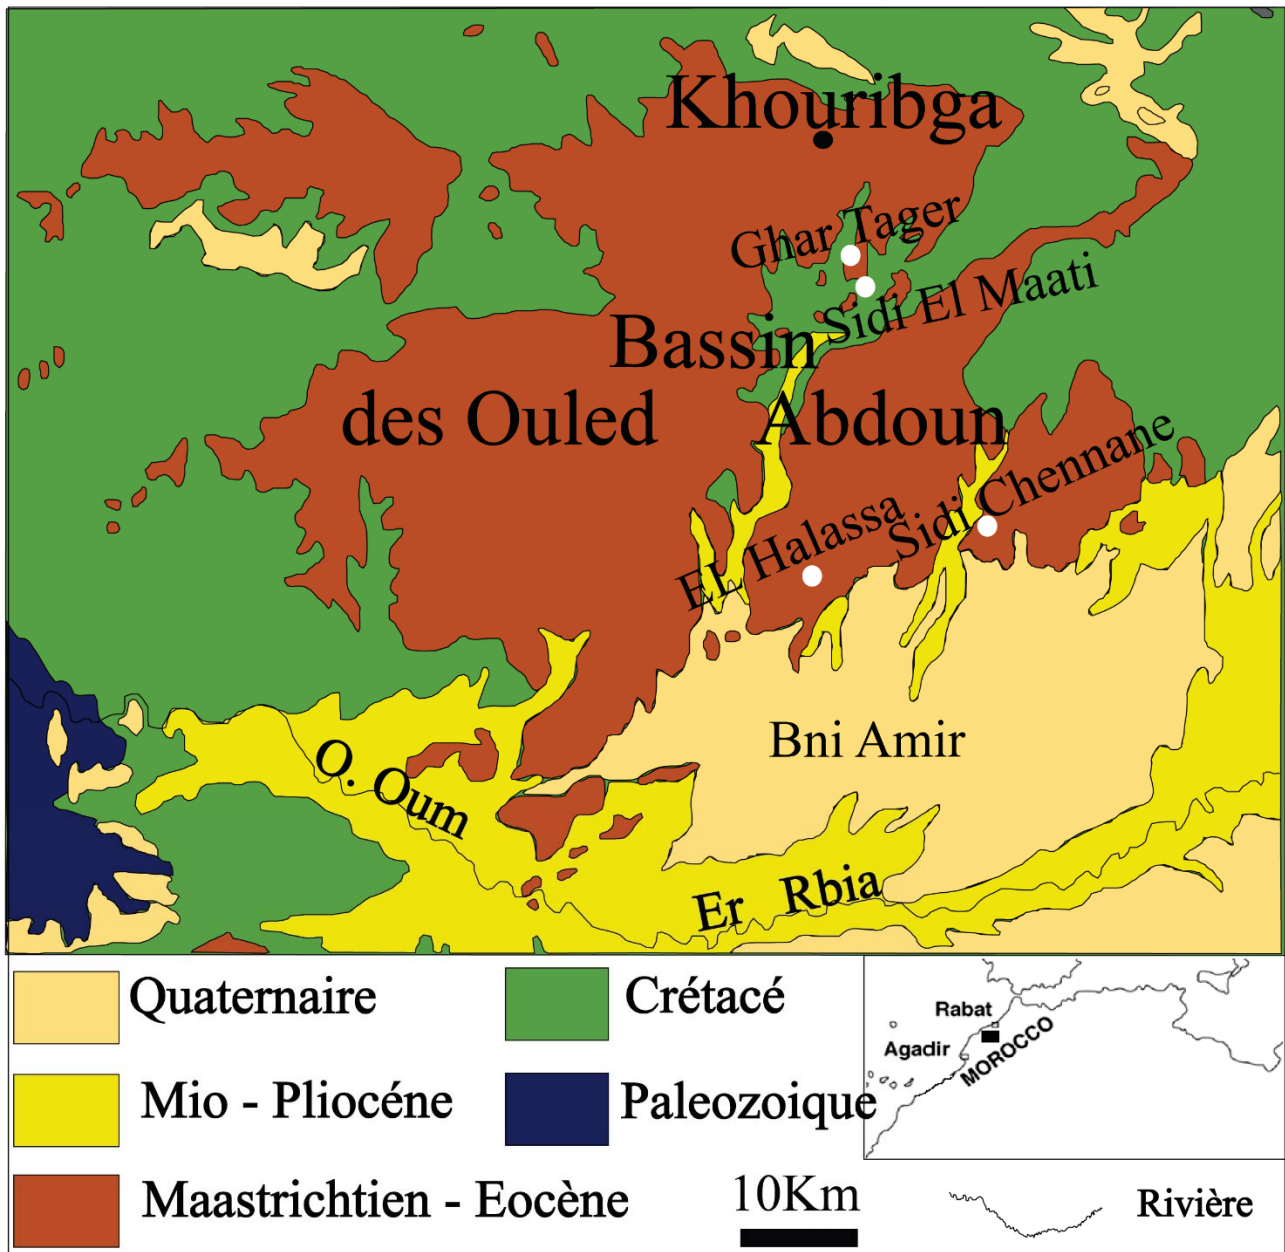 Khouribga
Ghar Tager
Sidi El Maati
Bassin
des Ouled Abdoun
EL Halassa
Sidi Chennane
Bni Amir
O. Oum
Er Rbia
Quaternaire
Crétacé
Mio - Pliocéne
Paleozoique
Maastrichtien - Eocène
10Km
Rivière
Rabat
Agadir
MOROCCO